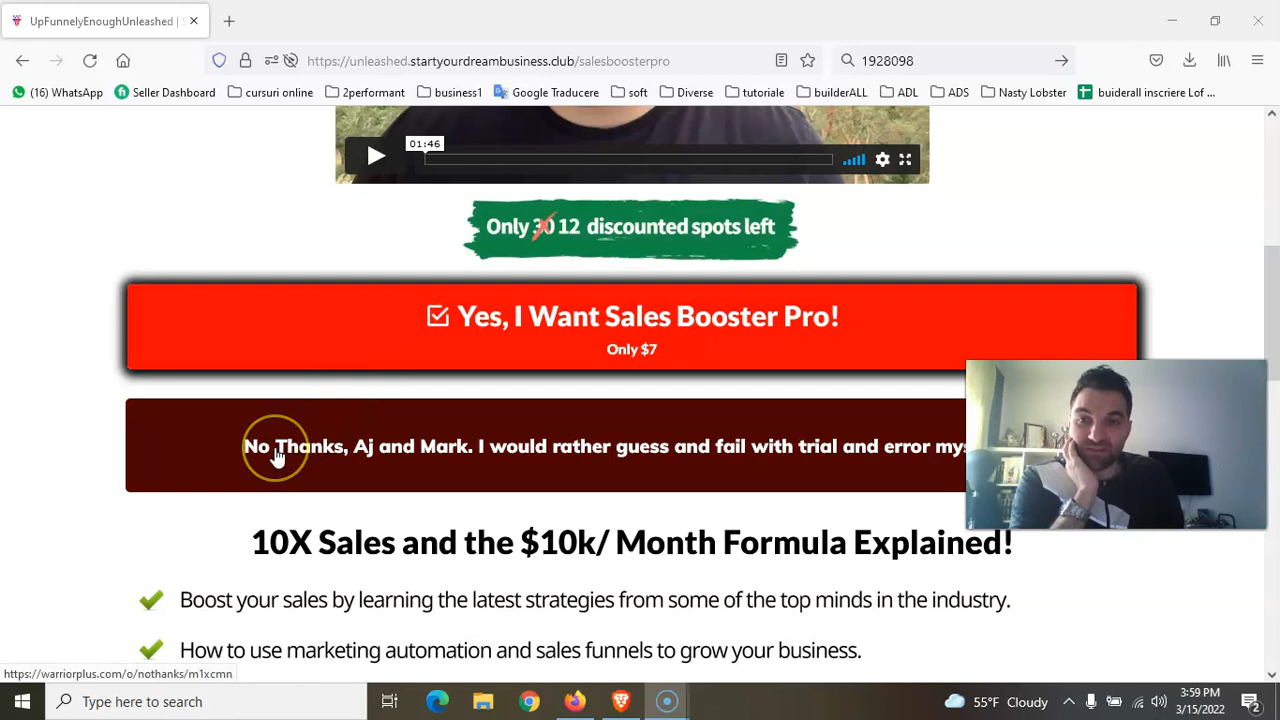 UpFunnelyEnoughUnleashed | S
https://unleashed.startyourdreambusiness.club/salesboosterpro
1928098
(16) WhatsApp
Seller Dashboard
cursuri online
2performant
business1
Google Traducere
soft
Diverse
tutoriale
builderALL
ADL
ADS
Nasty Lobster
buiderall inscriere Lof ...
01:46
Only 30 12 discounted spots left
Yes, I Want Sales Booster Pro!
Only $7
No Thanks, Aj and Mark. I would rather guess and fail with trial and error mys
10X Sales and the $10k/ Month Formula Explained!
Boost your sales by learning the latest strategies from some of the top minds in the industry.
How to use marketing automation and sales funnels to grow your business.
https://warriorplus.com/o/nothanks/m1xcmn
Type here to search
55°F Cloudy
3:59 PM
3/15/2022
2